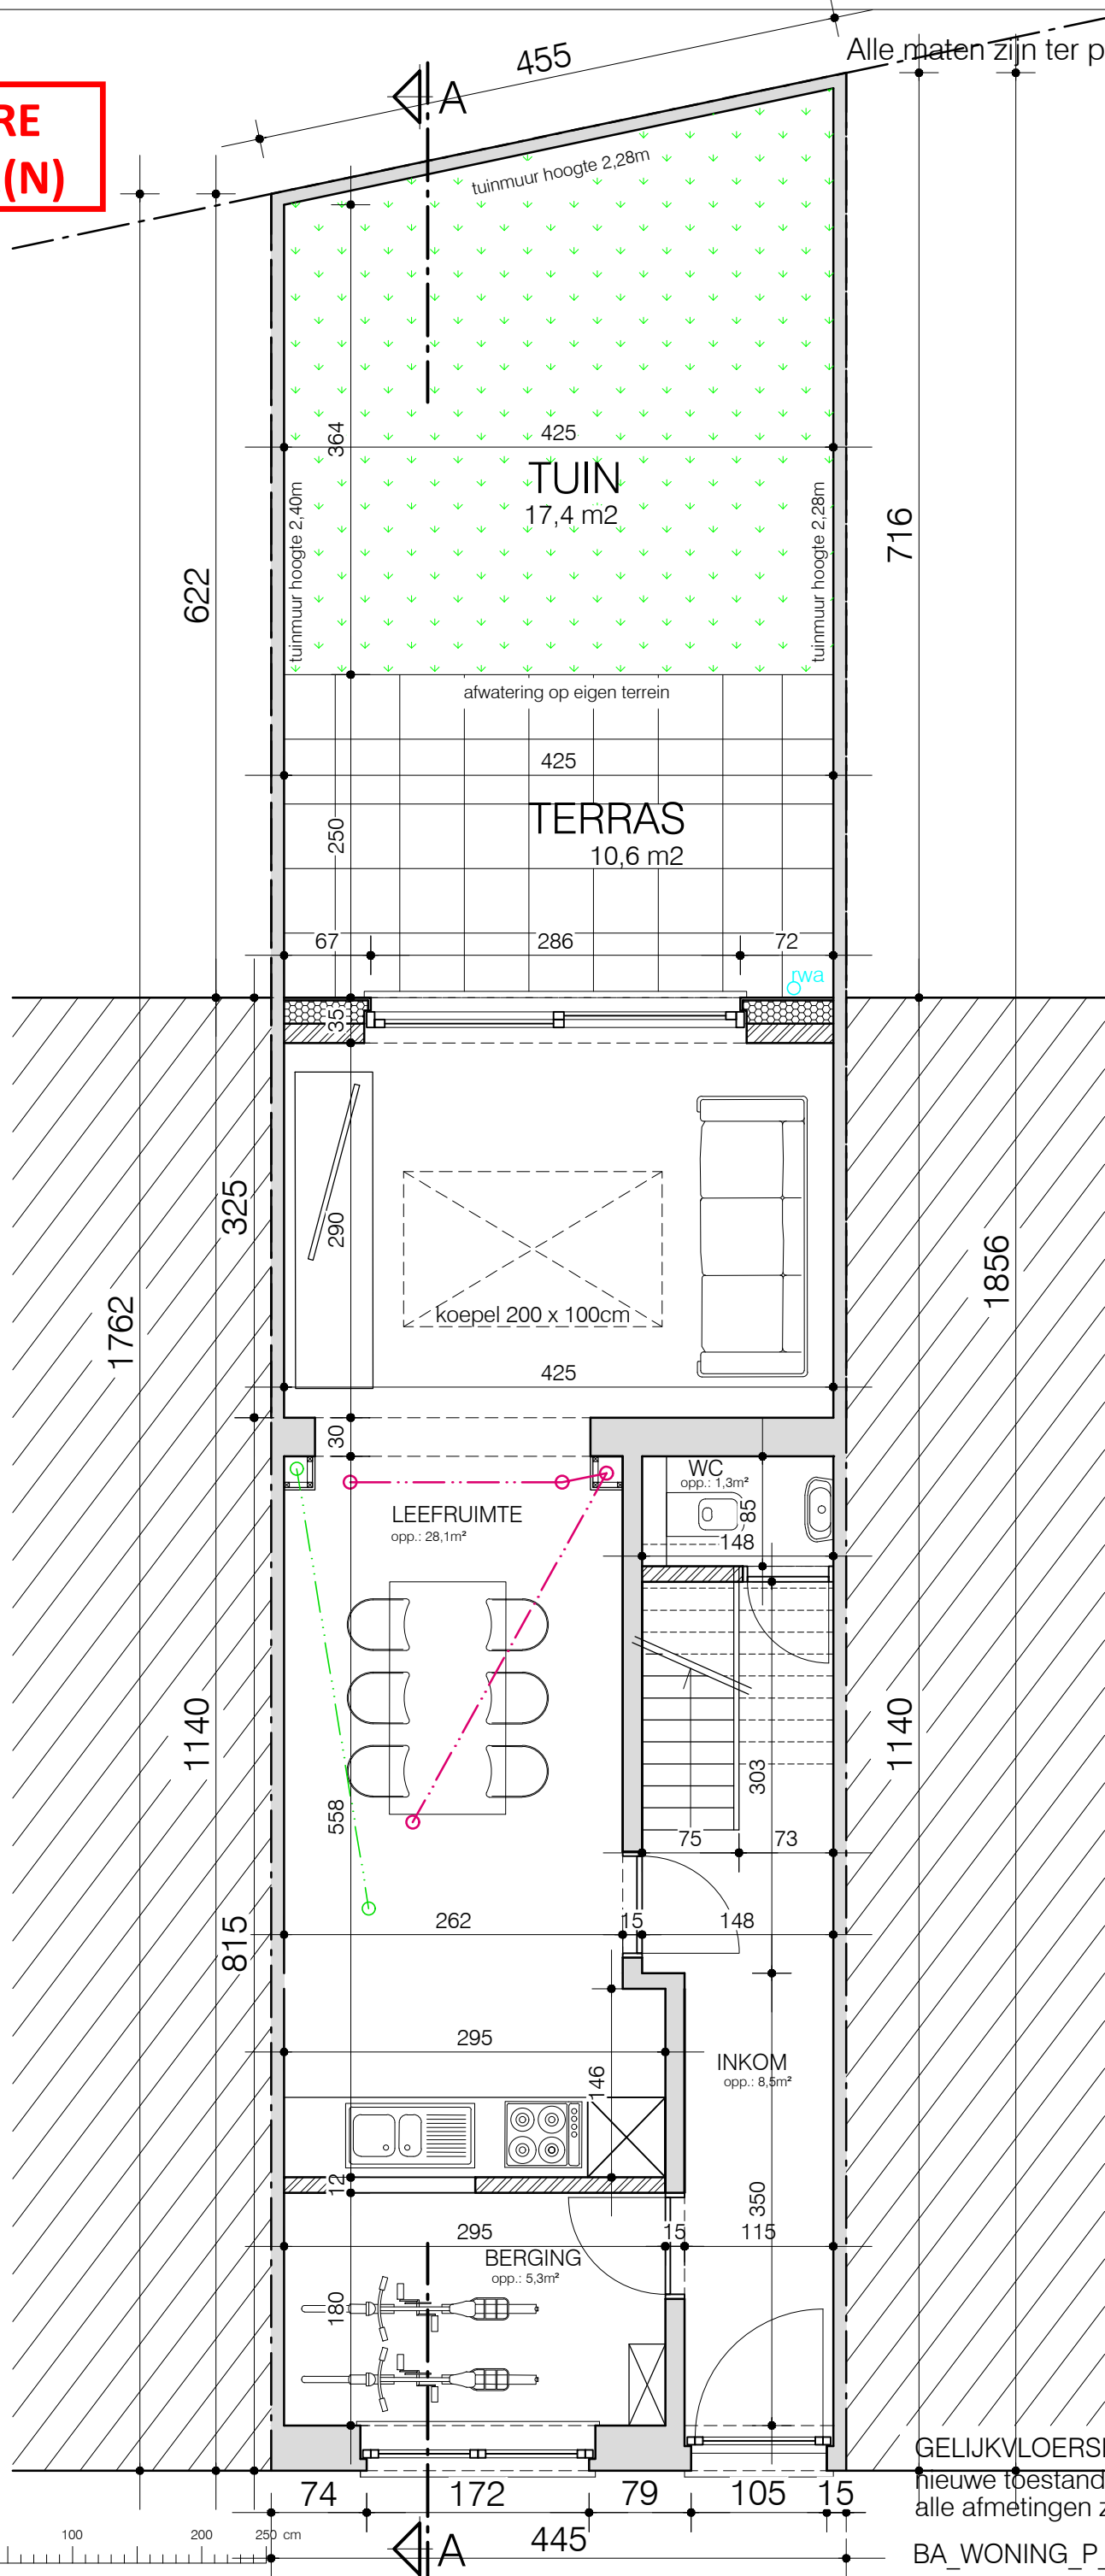 455
Alle maten zijn ter p
RE
(N)
A
tuinmuur hoogte 2,28m
364
425
TUIN
17,4 m2
tuinmuur hoogte 2,40m
tuinmuur hoogte 2,28m
716
622
afwatering op eigen terrein
425
TERRAS
250
10,6 m2
67
286
72
rwa
35
325
290
1856
koepel 200 x 100cm
1762
425
30
WC
opp.: 1,3m²
LEEFRUIMTE
opp.: 28,1m²
85
148
1140
1140
303
558
75
73
815
262
15
148
295
INKOM
opp.: 8,5m²
146
12
350
295
15
115
BERGING
opp.: 5,3m²
180
GELIJKVLOERS
nieuwe toestand
alle afmetingen z
74
172
79
105
15
100
200
250 cm
A
445
BA_WONING_P_